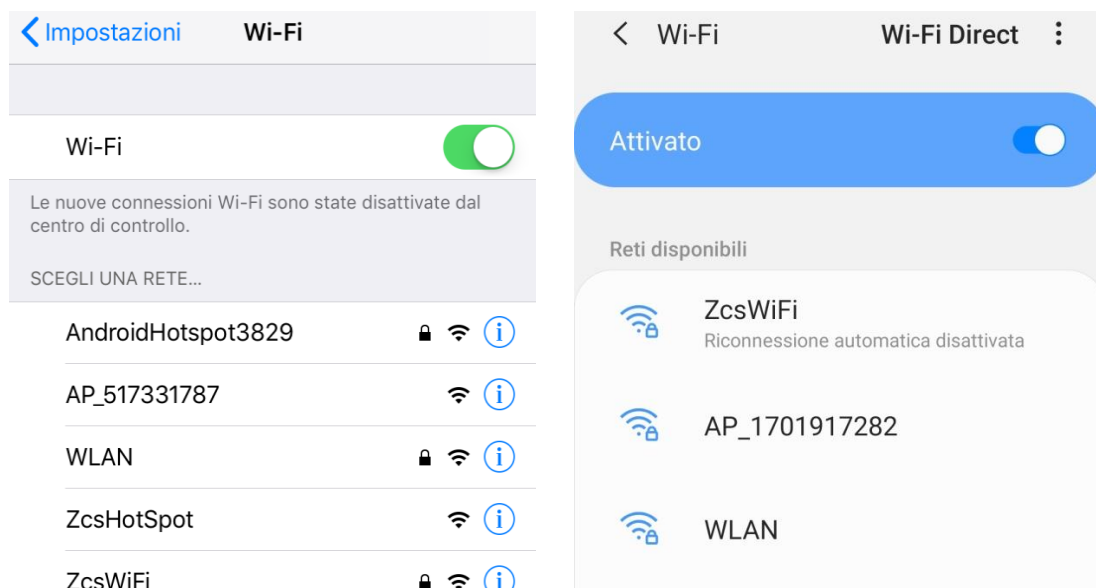 Impostazioni Wi-Fi
Wi-Fi
Le nuove connessioni Wi-Fi sono state disattivate dal
centro di controllo.
SCEGLI UNA RETE...
AndroidHotspot3829
AP_517331787
WLAN
ZcsHotSpot
ZcsWiFi
Wi-Fi Wi-Fi Direct
Attivato
Reti disponibili
ZcsWiFi
Riconnessione automatica disattivata
AP_1701917282
WLAN